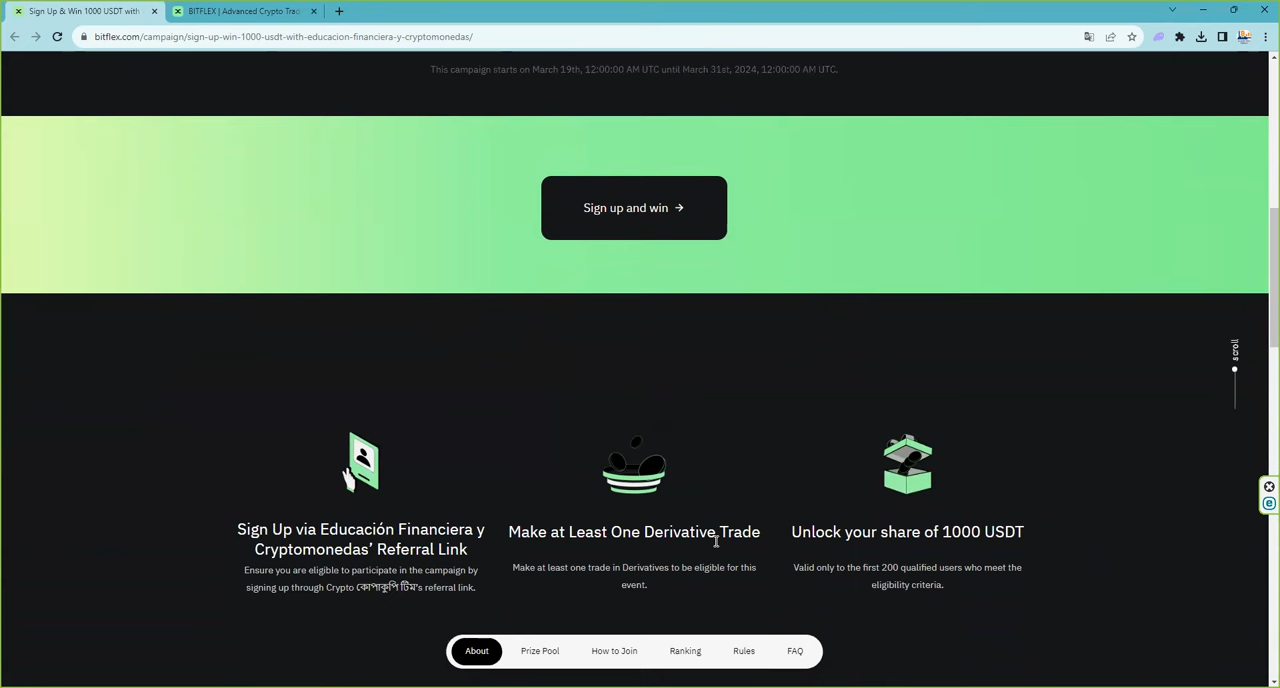 Sign Up & Win 1000 USDT with
BITFLEX | Advanced Crypto Trac
bitflex.com/campaign/sign-up-win-1000-usdt-with-educacion-financiera-y-cryptomonedas/
This campaign starts on March 19th, 12:00:00 AM UTC until March 31st, 2024, 12:00:00 AM UTC.
Sign up and win →
scroll
Sign Up via Educación Financiera y
Cryptomonedas’ Referral Link
Ensure you are eligible to participate in the campaign by
signing up through Crypto কোপাকুপি টিম's referral link.
Make at Least One Derivative Trade
Make at least one trade in Derivatives to be eligible for this
event.
Unlock your share of 1000 USDT
Valid only to the first 200 qualified users who meet the
eligibility criteria.
About Prize Pool How to Join Ranking Rules FAQ